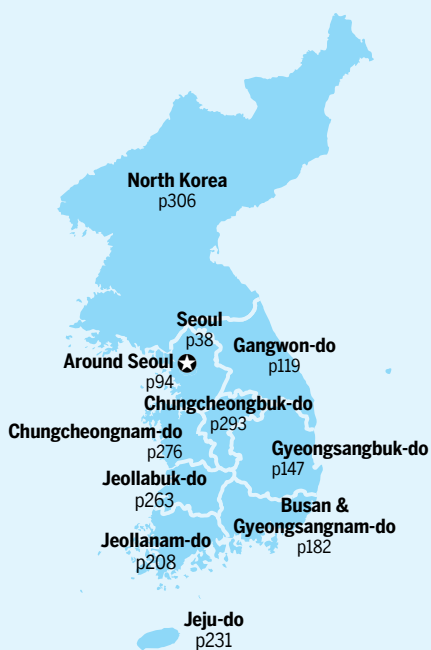 North Korea
p306
Seoul
p38
Gangwon-do
p119
Around Seoul
p94
Chungcheongbuk-do
p293
Chungcheongnam-do
p276
Gyeongsangbuk-do
p147
Jeollabuk-do
p263
Busan &
Gyeongsangnam-do
p182
Jeollanam-do
p208
Jeju-do
p231